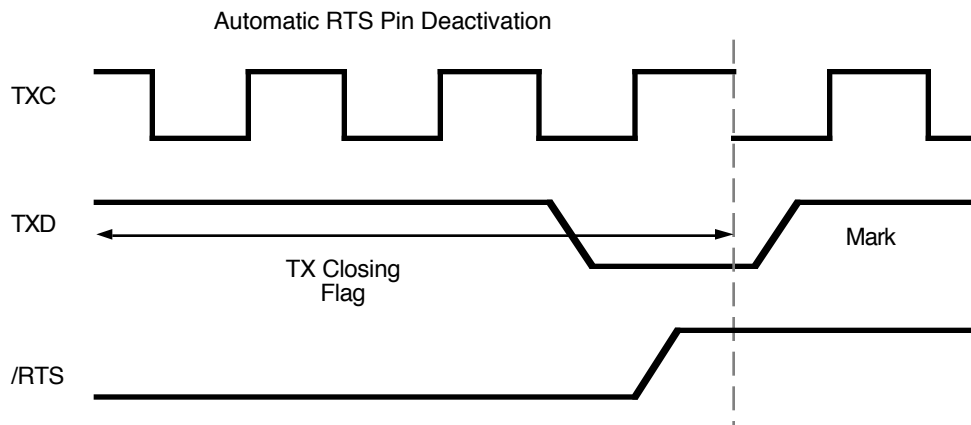 Automatic RTS Pin Deactivation
TXC
TXD
Mark
TX Closing
Flag
/RTS